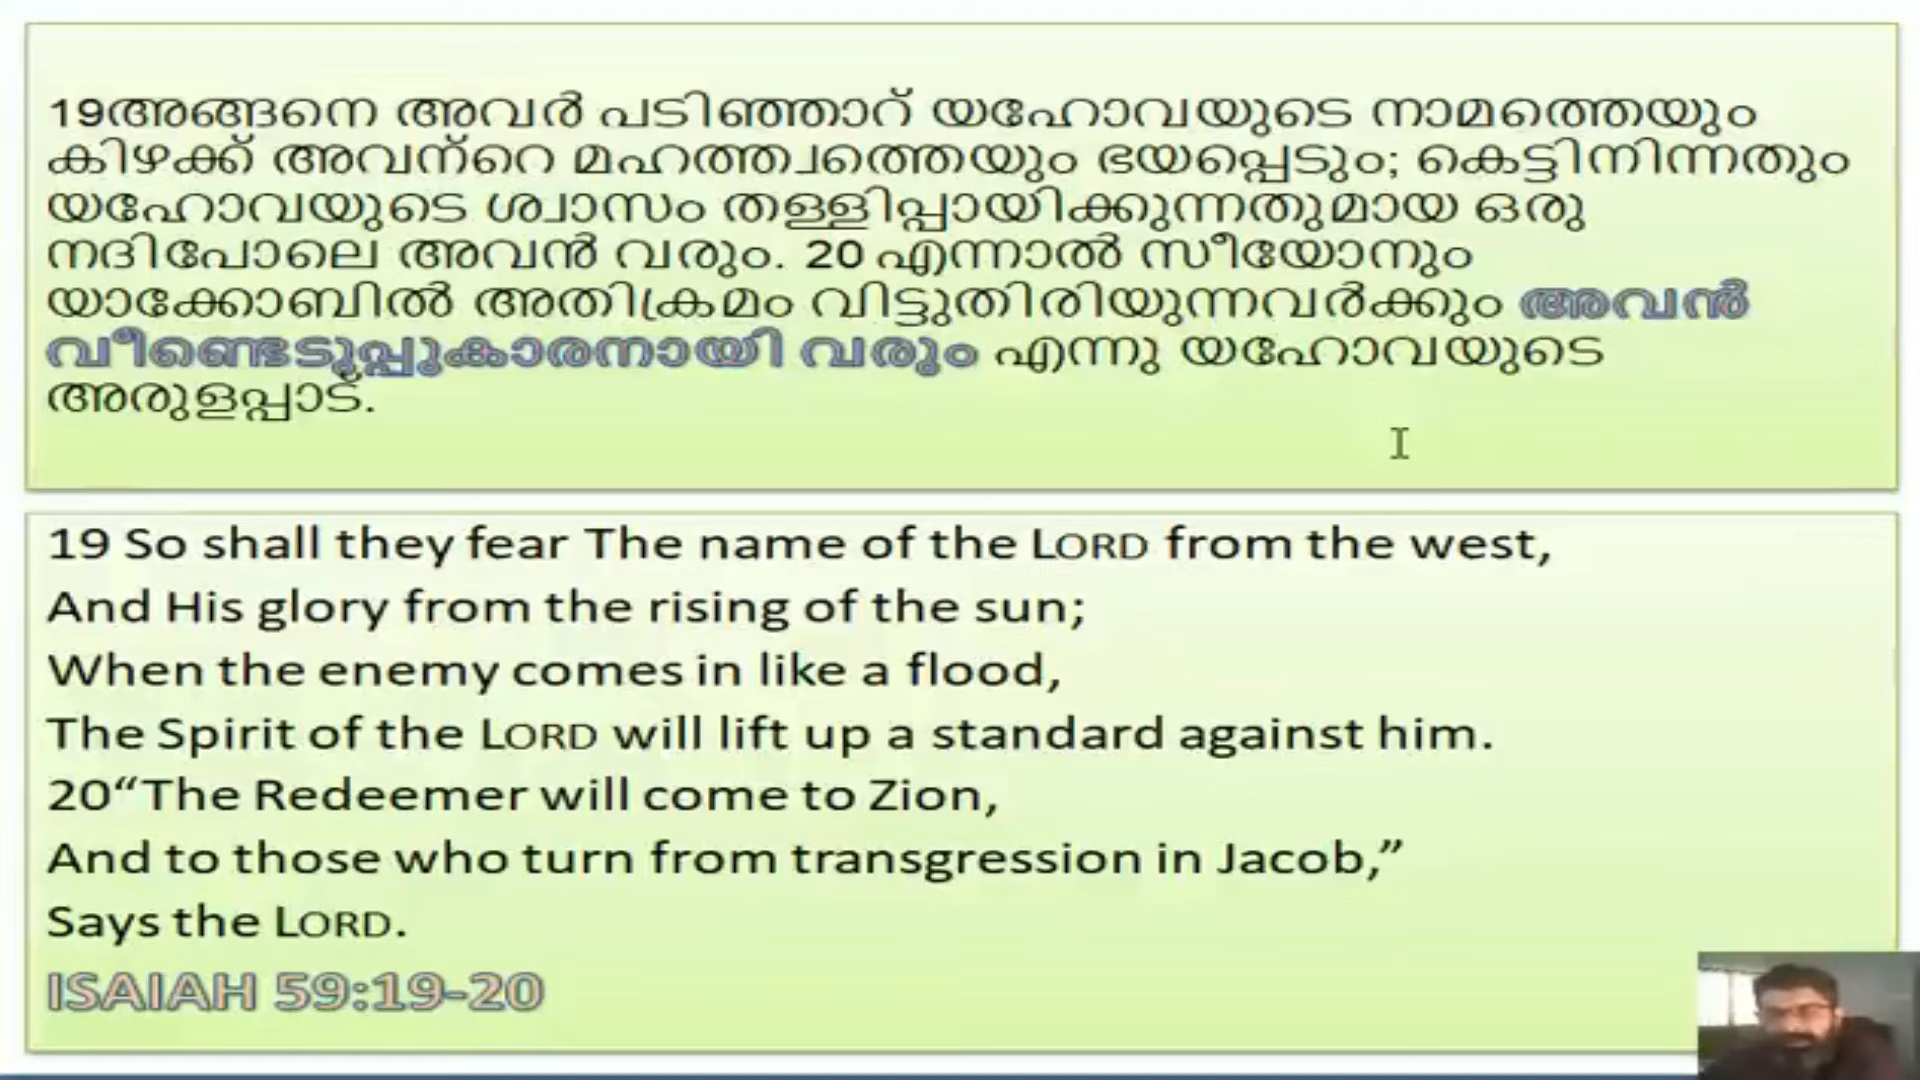 19അങ്ങനെ അവർ പടിഞ്ഞാറ് യഹോവയുടെ നാമത്തെയും
കിഴക്ക് അവന്റെ മഹത്ത്വത്തെയും ഭയപ്പെടും; കെട്ടിനിന്നതും
യഹോവയുടെ ശ്വാസം തള്ളിപ്പായിക്കുന്നതുമായ ഒരു
നദിപോലെ അവൻ വരും. 20 എന്നാൽ സീയോനും
യാക്കോബിൽ അതിക്രമം വിട്ടുതിരിയുന്നവർക്കും അവൻ
വീണ്ടെടുപ്പുകാരനായി വരും എന്നു യഹോവയുടെ
അരുളപ്പാട്.
19 So shall they fear The name of the LORD from the west,
And His glory from the rising of the sun;
When the enemy comes in like a flood,
The Spirit of the LORD will lift up a standard against him.
20“The Redeemer will come to Zion,
And to those who turn from transgression in Jacob,”
Says the LORD.
ISAIAH 59:19-20